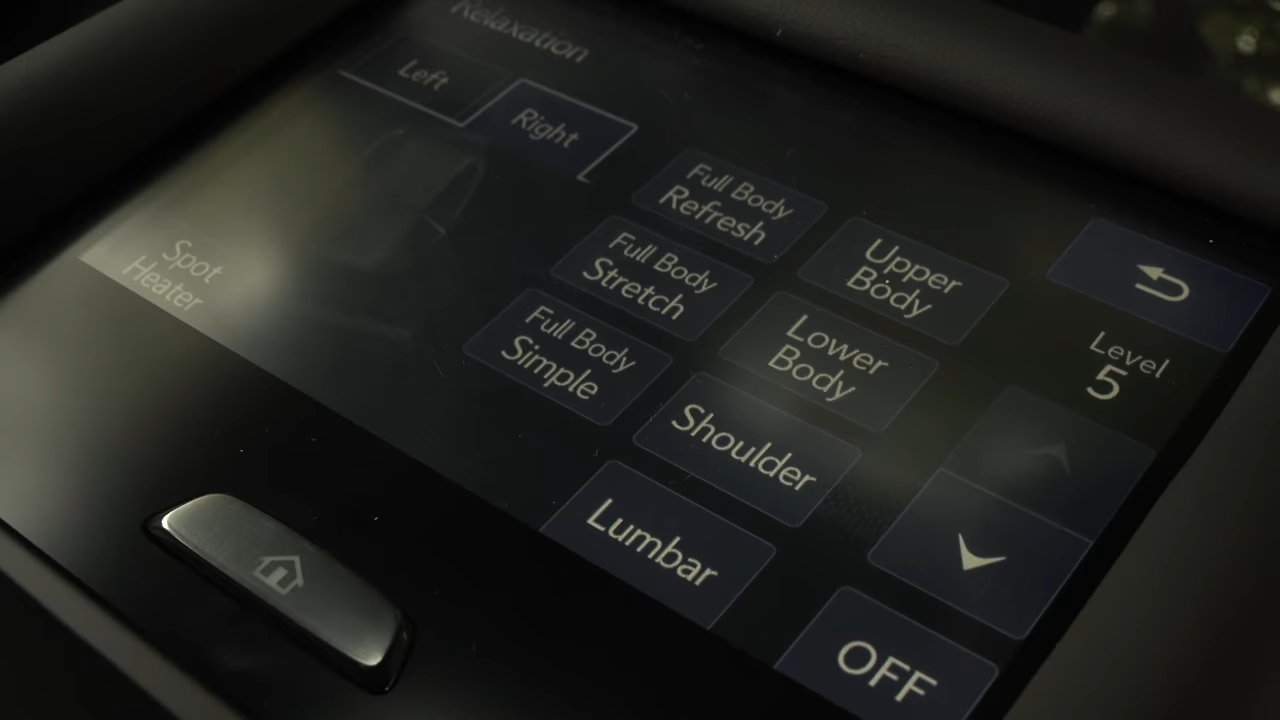 Relaxation
Left
Right
Full Body
Refresh
Full Body
Stretch
Full Body
Simple
Upper
Body
Lower
Body
Shoulder
Lumbar
Level
5
OFF
Spot
Heater